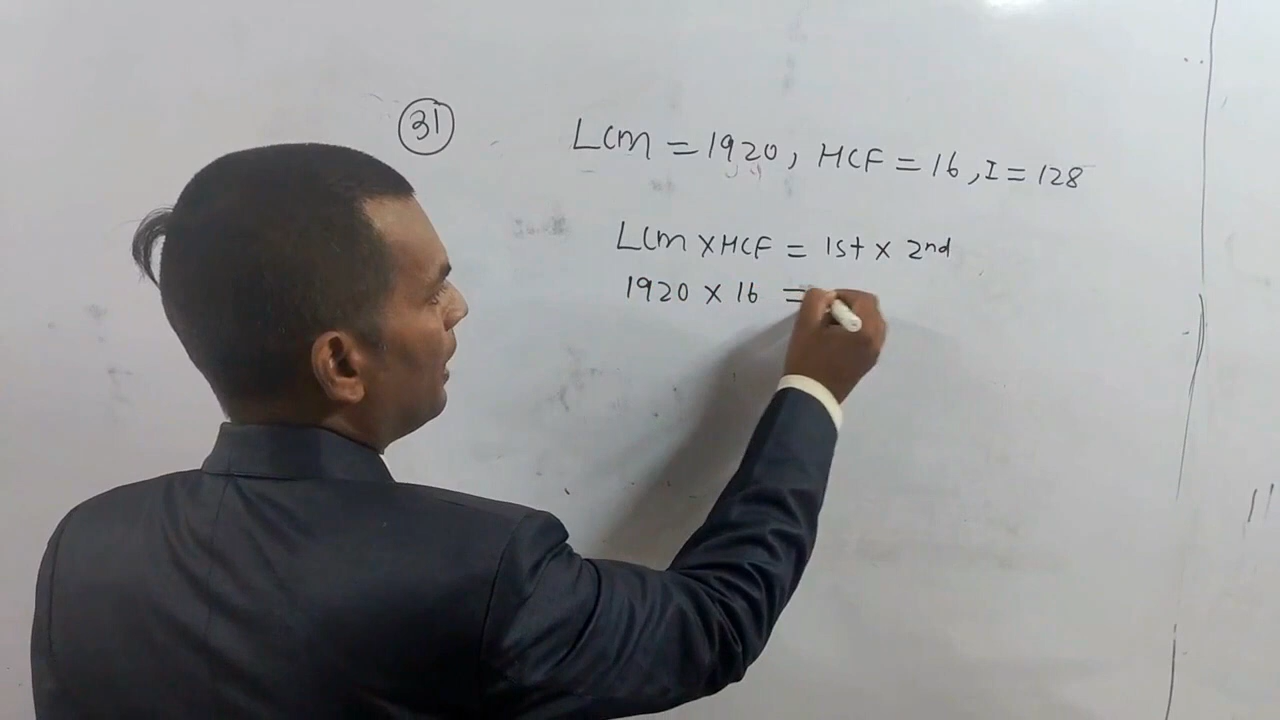 31
LCM = 1920, HCF = 16, I = 128
LCM × HCF = 1st × 2nd
1920 × 16 =